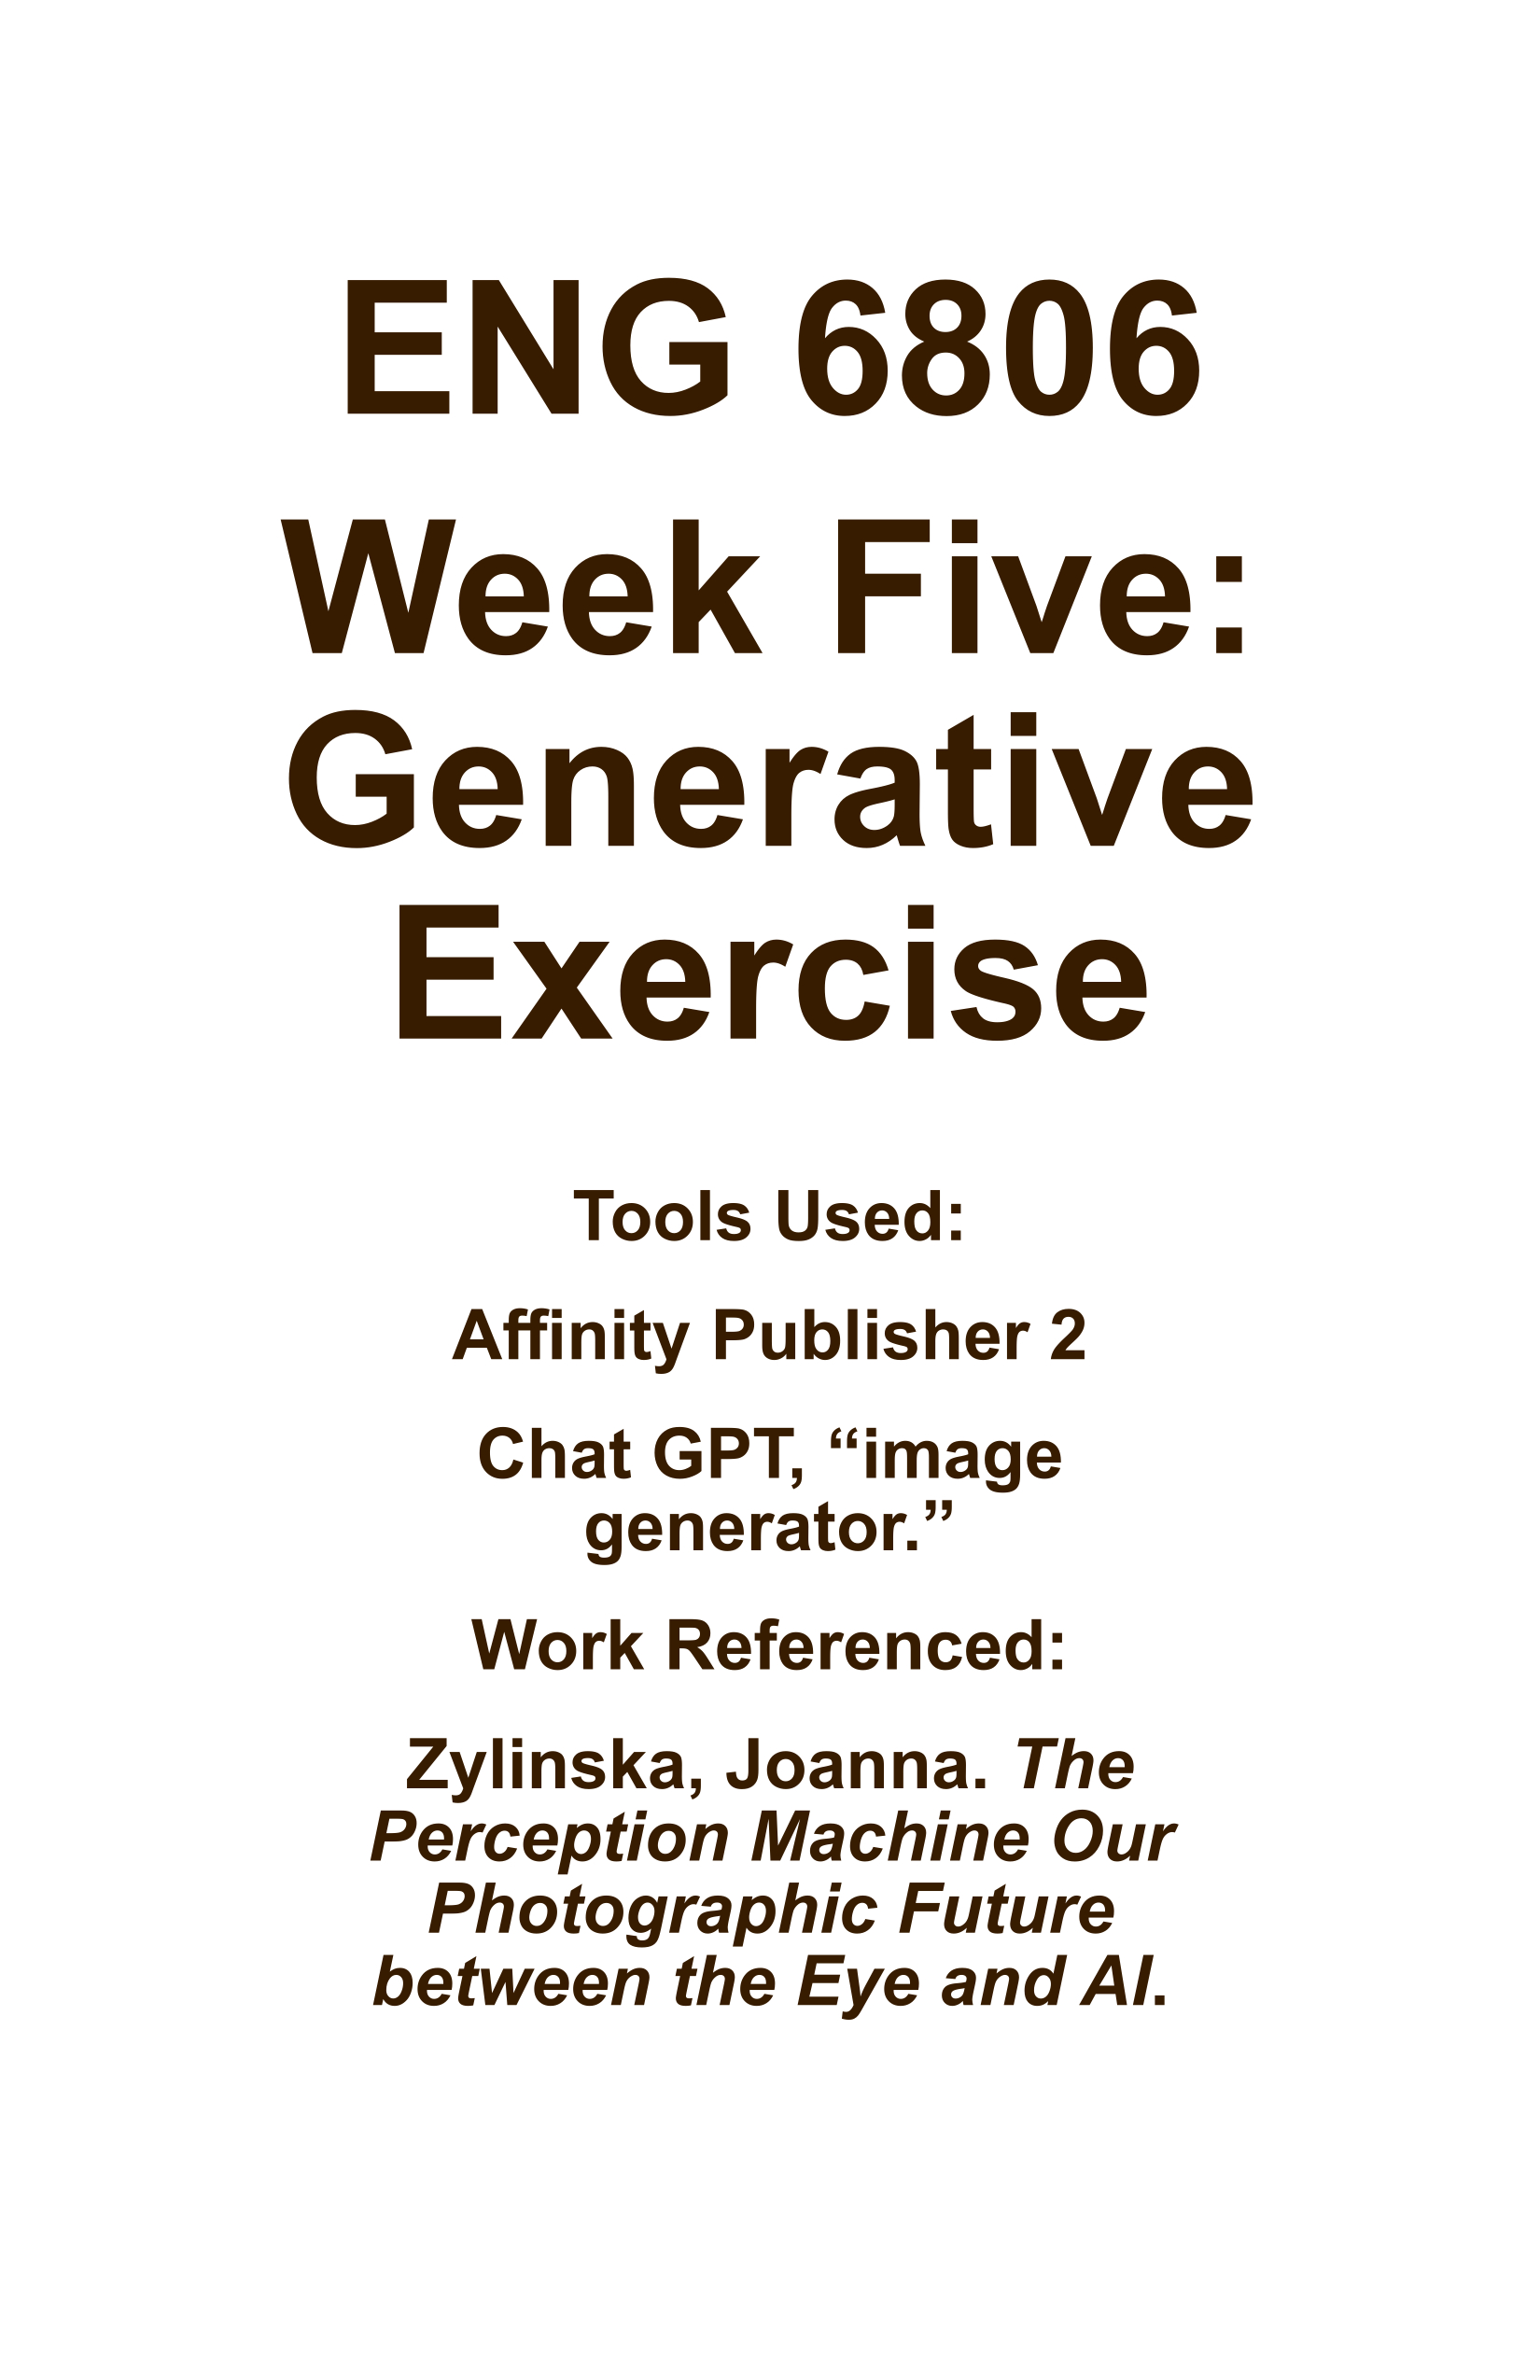 ENG 6806
Week Five:
Generative
Exercise
Tools Used:
Affinity Publisher 2
Chat GPT, “image
generator.”
Work Referenced:
Zylinska, Joanna. The
Perception Machine Our
Photographic Future
between the Eye and AI.